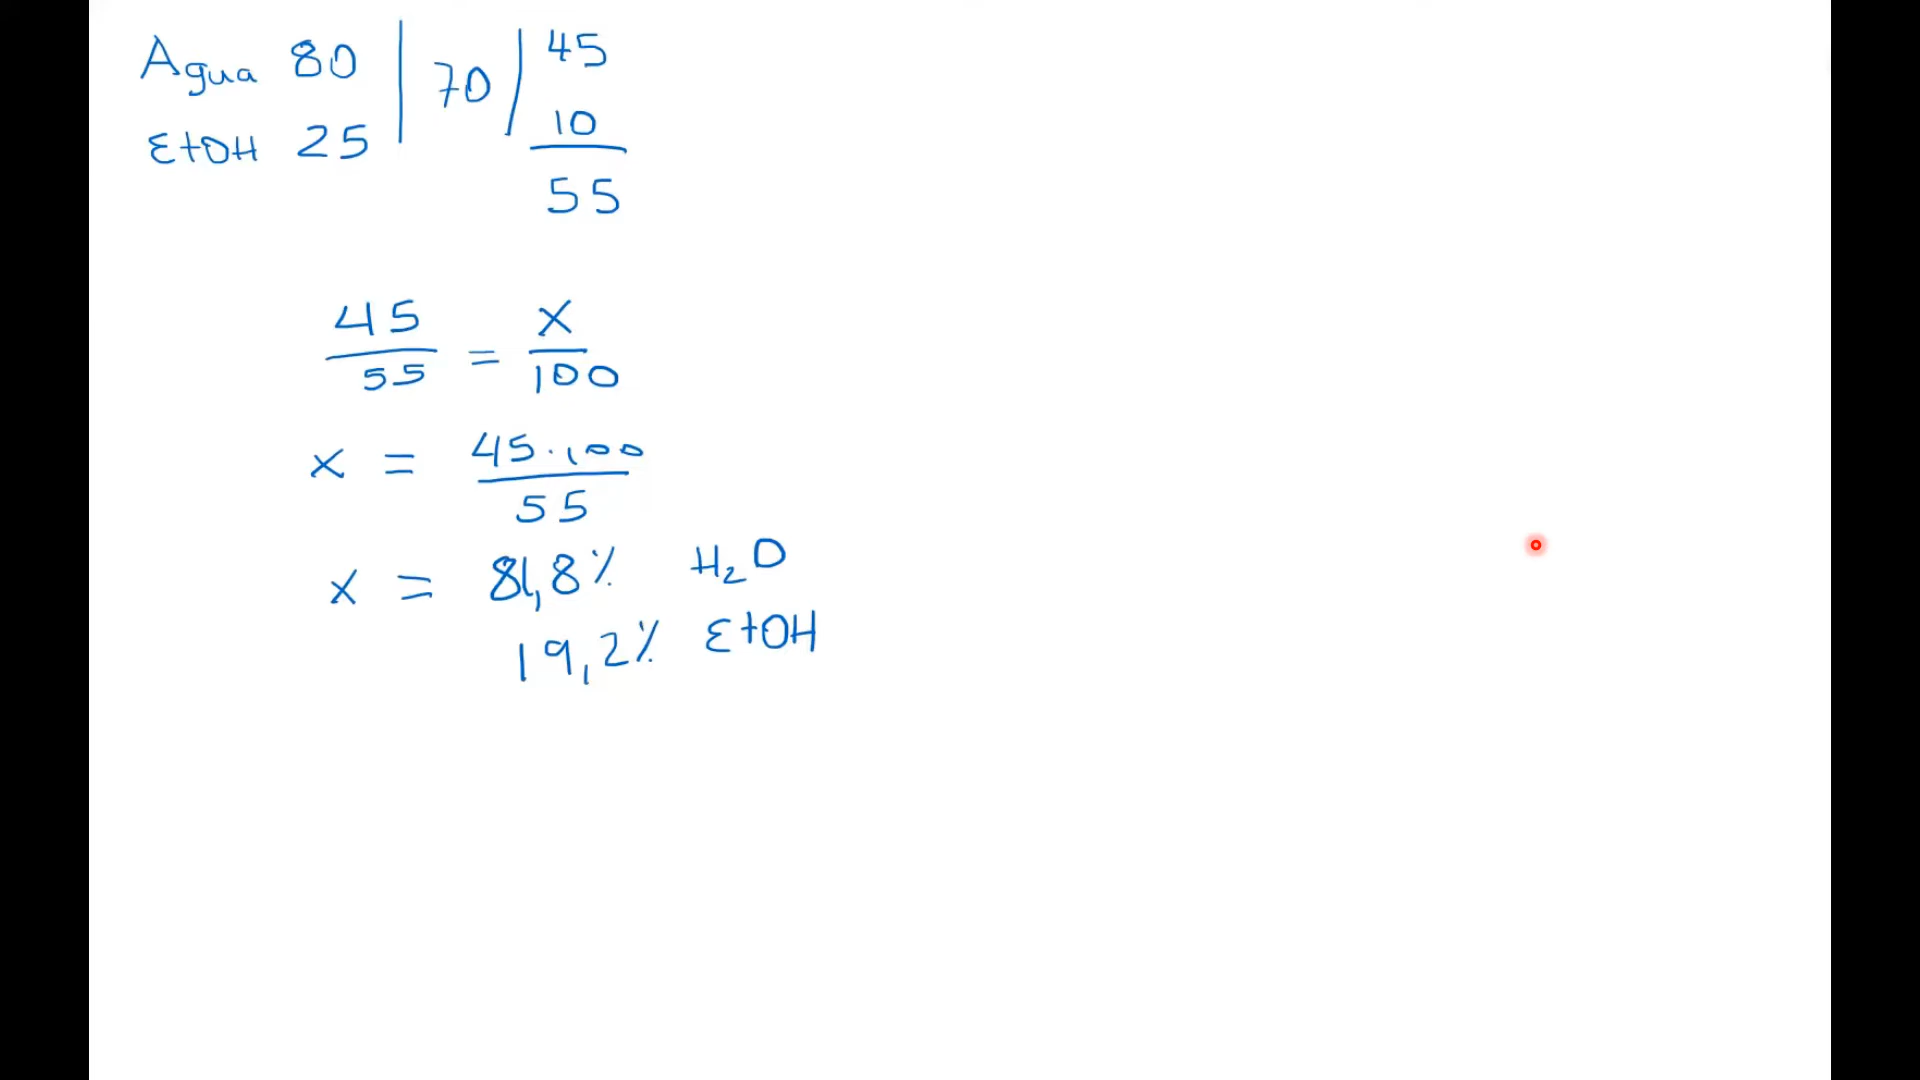 Agua 80 | 70 | 45
EtOH 25 10
55
45/55 = X/100
x = 45·100/55
x = 81,8% H₂O
19,2% EtOH